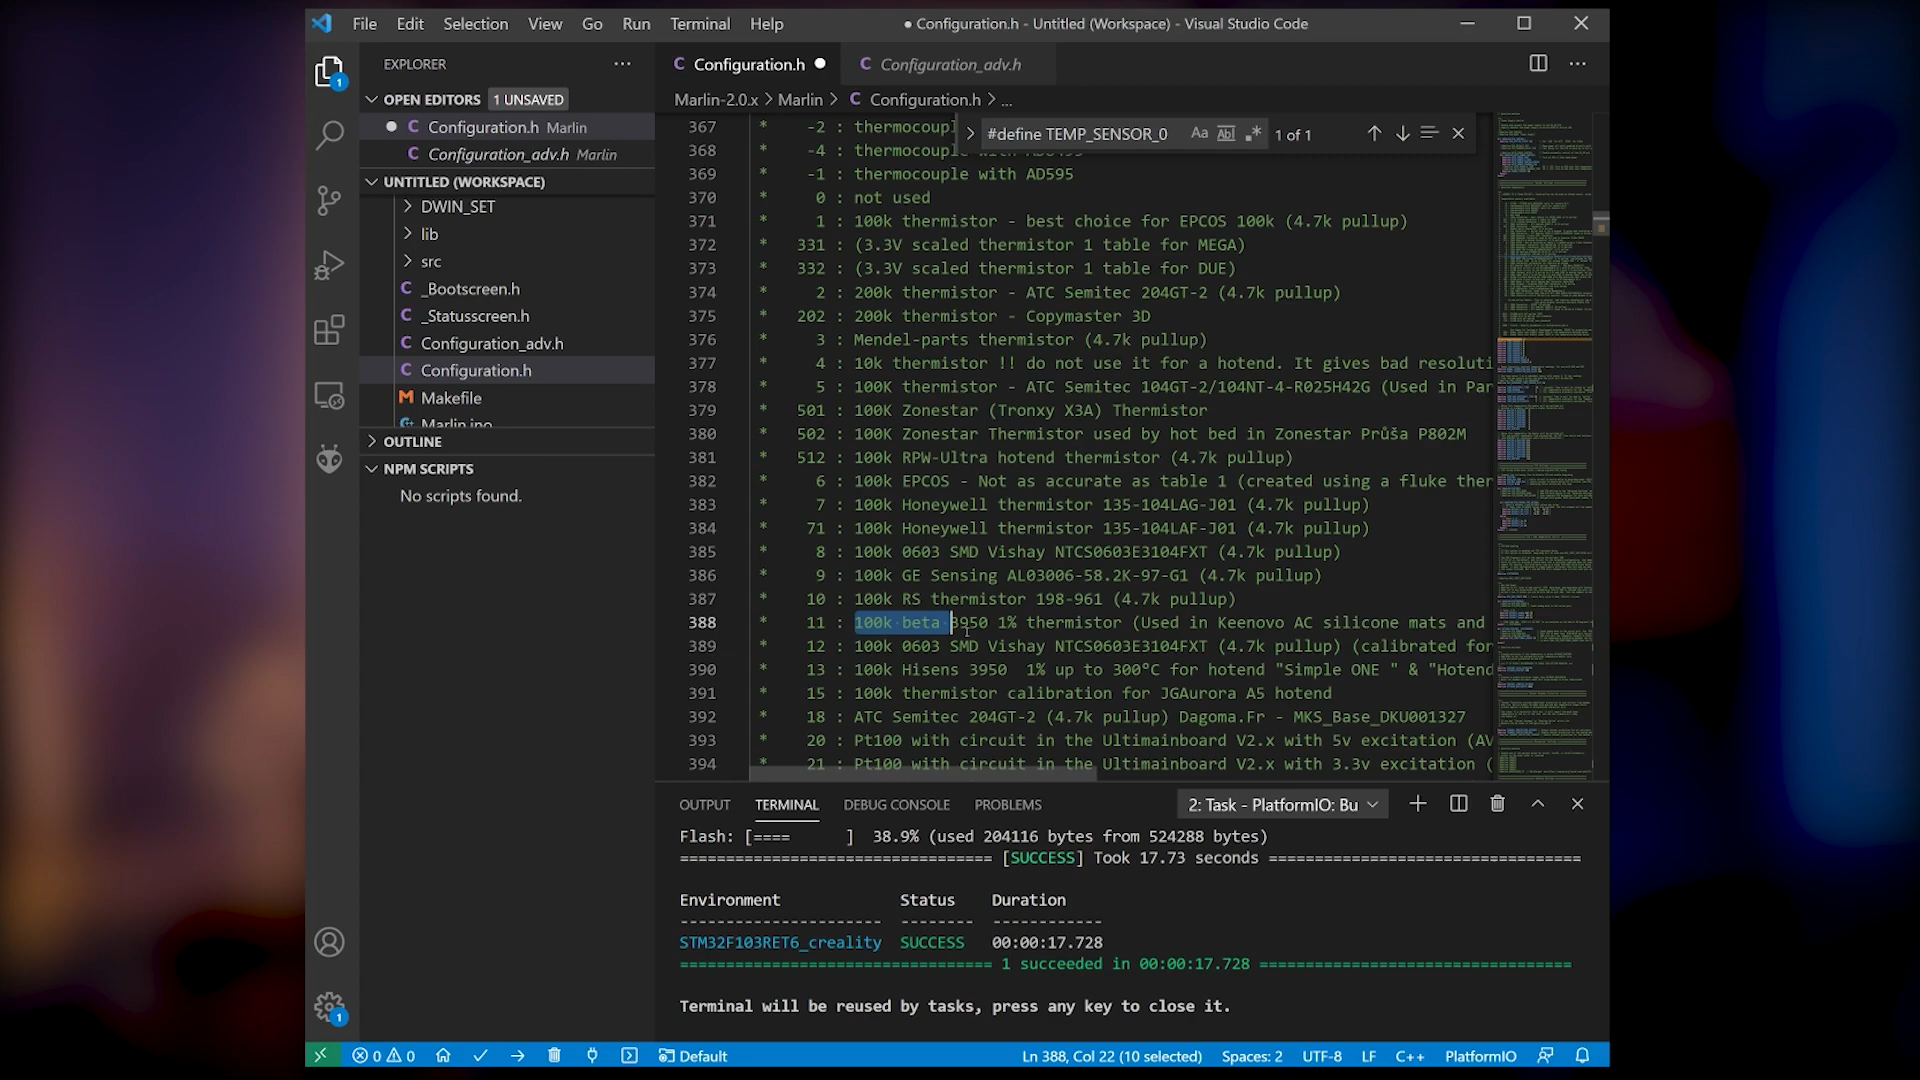 File Edit Selection View Go Run Terminal Help
● Configuration.h - Untitled (Workspace) - Visual Studio Code
EXPLORER
OPEN EDITORS 1 UNSAVED
C Configuration.h Marlin
C Configuration_adv.h Marlin
UNTITLED (WORKSPACE)
> DWIN_SET
> lib
> src
C _Bootscreen.h
C _Statusscreen.h
C Configuration_adv.h
C Configuration.h
M Makefile
Marlin.ino
OUTLINE
NPM SCRIPTS
No scripts found.
1
1
C Configuration.h ●
C Configuration_adv.h
Marlin-2.0.x > Marlin > C Configuration.h > ...
#define TEMP_SENSOR_0 Aa Abl .* 1 of 1
367 * -2 : thermocoupl
368 * -4 : thermocouple with
369 * -1 : thermocouple with AD595
370 * 0 : not used
371 * 1 : 100k thermistor - best choice for EPCOS 100k (4.7k pullup)
372 * 331 : (3.3V scaled thermistor 1 table for MEGA)
373 * 332 : (3.3V scaled thermistor 1 table for DUE)
374 * 2 : 200k thermistor - ATC Semitec 204GT-2 (4.7k pullup)
375 * 202 : 200k thermistor - Copymaster 3D
376 * 3 : Mendel-parts thermistor (4.7k pullup)
377 * 4 : 10k thermistor !! do not use it for a hotend. It gives bad resoluti
378 * 5 : 100K thermistor - ATC Semitec 104GT-2/104NT-4-R025H42G (Used in Par
379 * 501 : 100K Zonestar (Tronxy X3A) Thermistor
380 * 502 : 100K Zonestar Thermistor used by hot bed in Zonestar Průša P802M
381 * 512 : 100k RPW-Ultra hotend thermistor (4.7k pullup)
382 * 6 : 100k EPCOS - Not as accurate as table 1 (created using a fluke ther
383 * 7 : 100k Honeywell thermistor 135-104LAG-J01 (4.7k pullup)
384 * 71 : 100k Honeywell thermistor 135-104LAF-J01 (4.7k pullup)
385 * 8 : 100k 0603 SMD Vishay NTCS0603E3104FXT (4.7k pullup)
386 * 9 : 100k GE Sensing AL03006-58.2K-97-G1 (4.7k pullup)
387 * 10 : 100k RS thermistor 198-961 (4.7k pullup)
388 * 11 : 100k beta 3950 1% thermistor (Used in Keenovo AC silicone mats and
389 * 12 : 100k 0603 SMD Vishay NTCS0603E3104FXT (4.7k pullup) (calibrated for
390 * 13 : 100k Hisens 3950  1% up to 300°C for hotend "Simple ONE " & "Hotend
391 * 15 : 100k thermistor calibration for JGAurora A5 hotend
392 * 18 : ATC Semitec 204GT-2 (4.7k pullup) Dagoma.Fr - MKS_Base_DKU001327
393 * 20 : Pt100 with circuit in the Ultimainboard V2.x with 5v excitation (AV
394 * 21 : Pt100 with circuit in the Ultimainboard V2.x with 3.3v excitation (
OUTPUT TERMINAL DEBUG CONSOLE PROBLEMS 2: Task - PlatformIO: Bu
Flash: [====      ]  38.9% (used 204116 bytes from 524288 bytes)
================================= [SUCCESS] Took 17.73 seconds =================================
Environment Status Duration
---------------------- -------- ------------
STM32F103RET6_creality SUCCESS 00:00:17.728
================================= 1 succeeded in 00:00:17.728 =================================
Terminal will be reused by tasks, press any key to close it.
0 0 Default Ln 388, Col 22 (10 selected) Spaces: 2 UTF-8 LF C++ PlatformIO